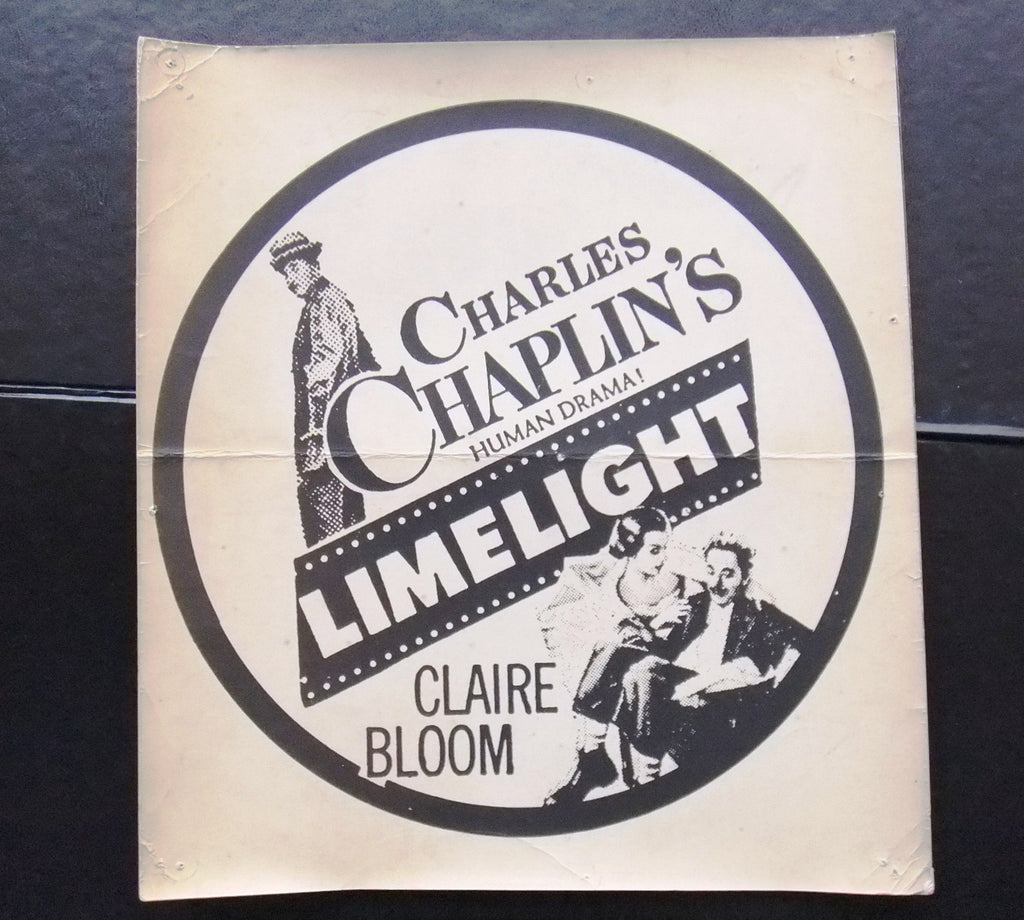 CHARLES
CHAPLIN'S
HUMAN DRAMA!
LIMELIGHT
CLAIRE
BLOOM